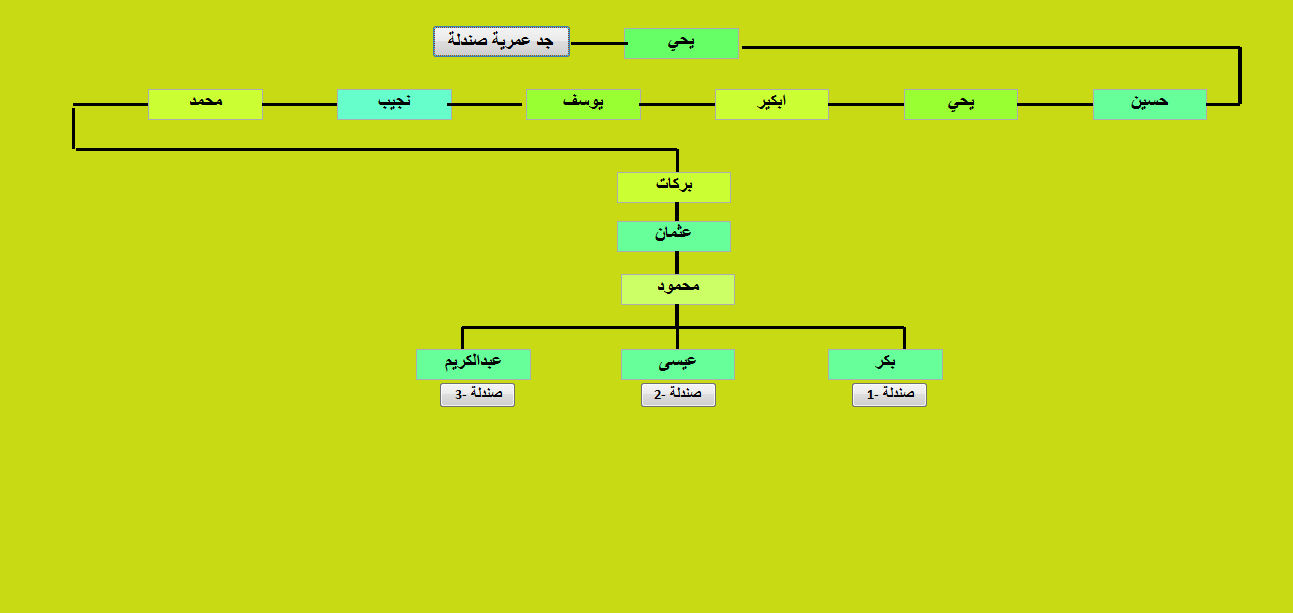 يحي
جد عمرية صندلة
حسين
يحي
ابكير
يوسف
نجيب
محمد
بركات
عثمان
محمود
بكر
عيسى
عبدالكريم
صندلة -1
صندلة -2
صندلة -3